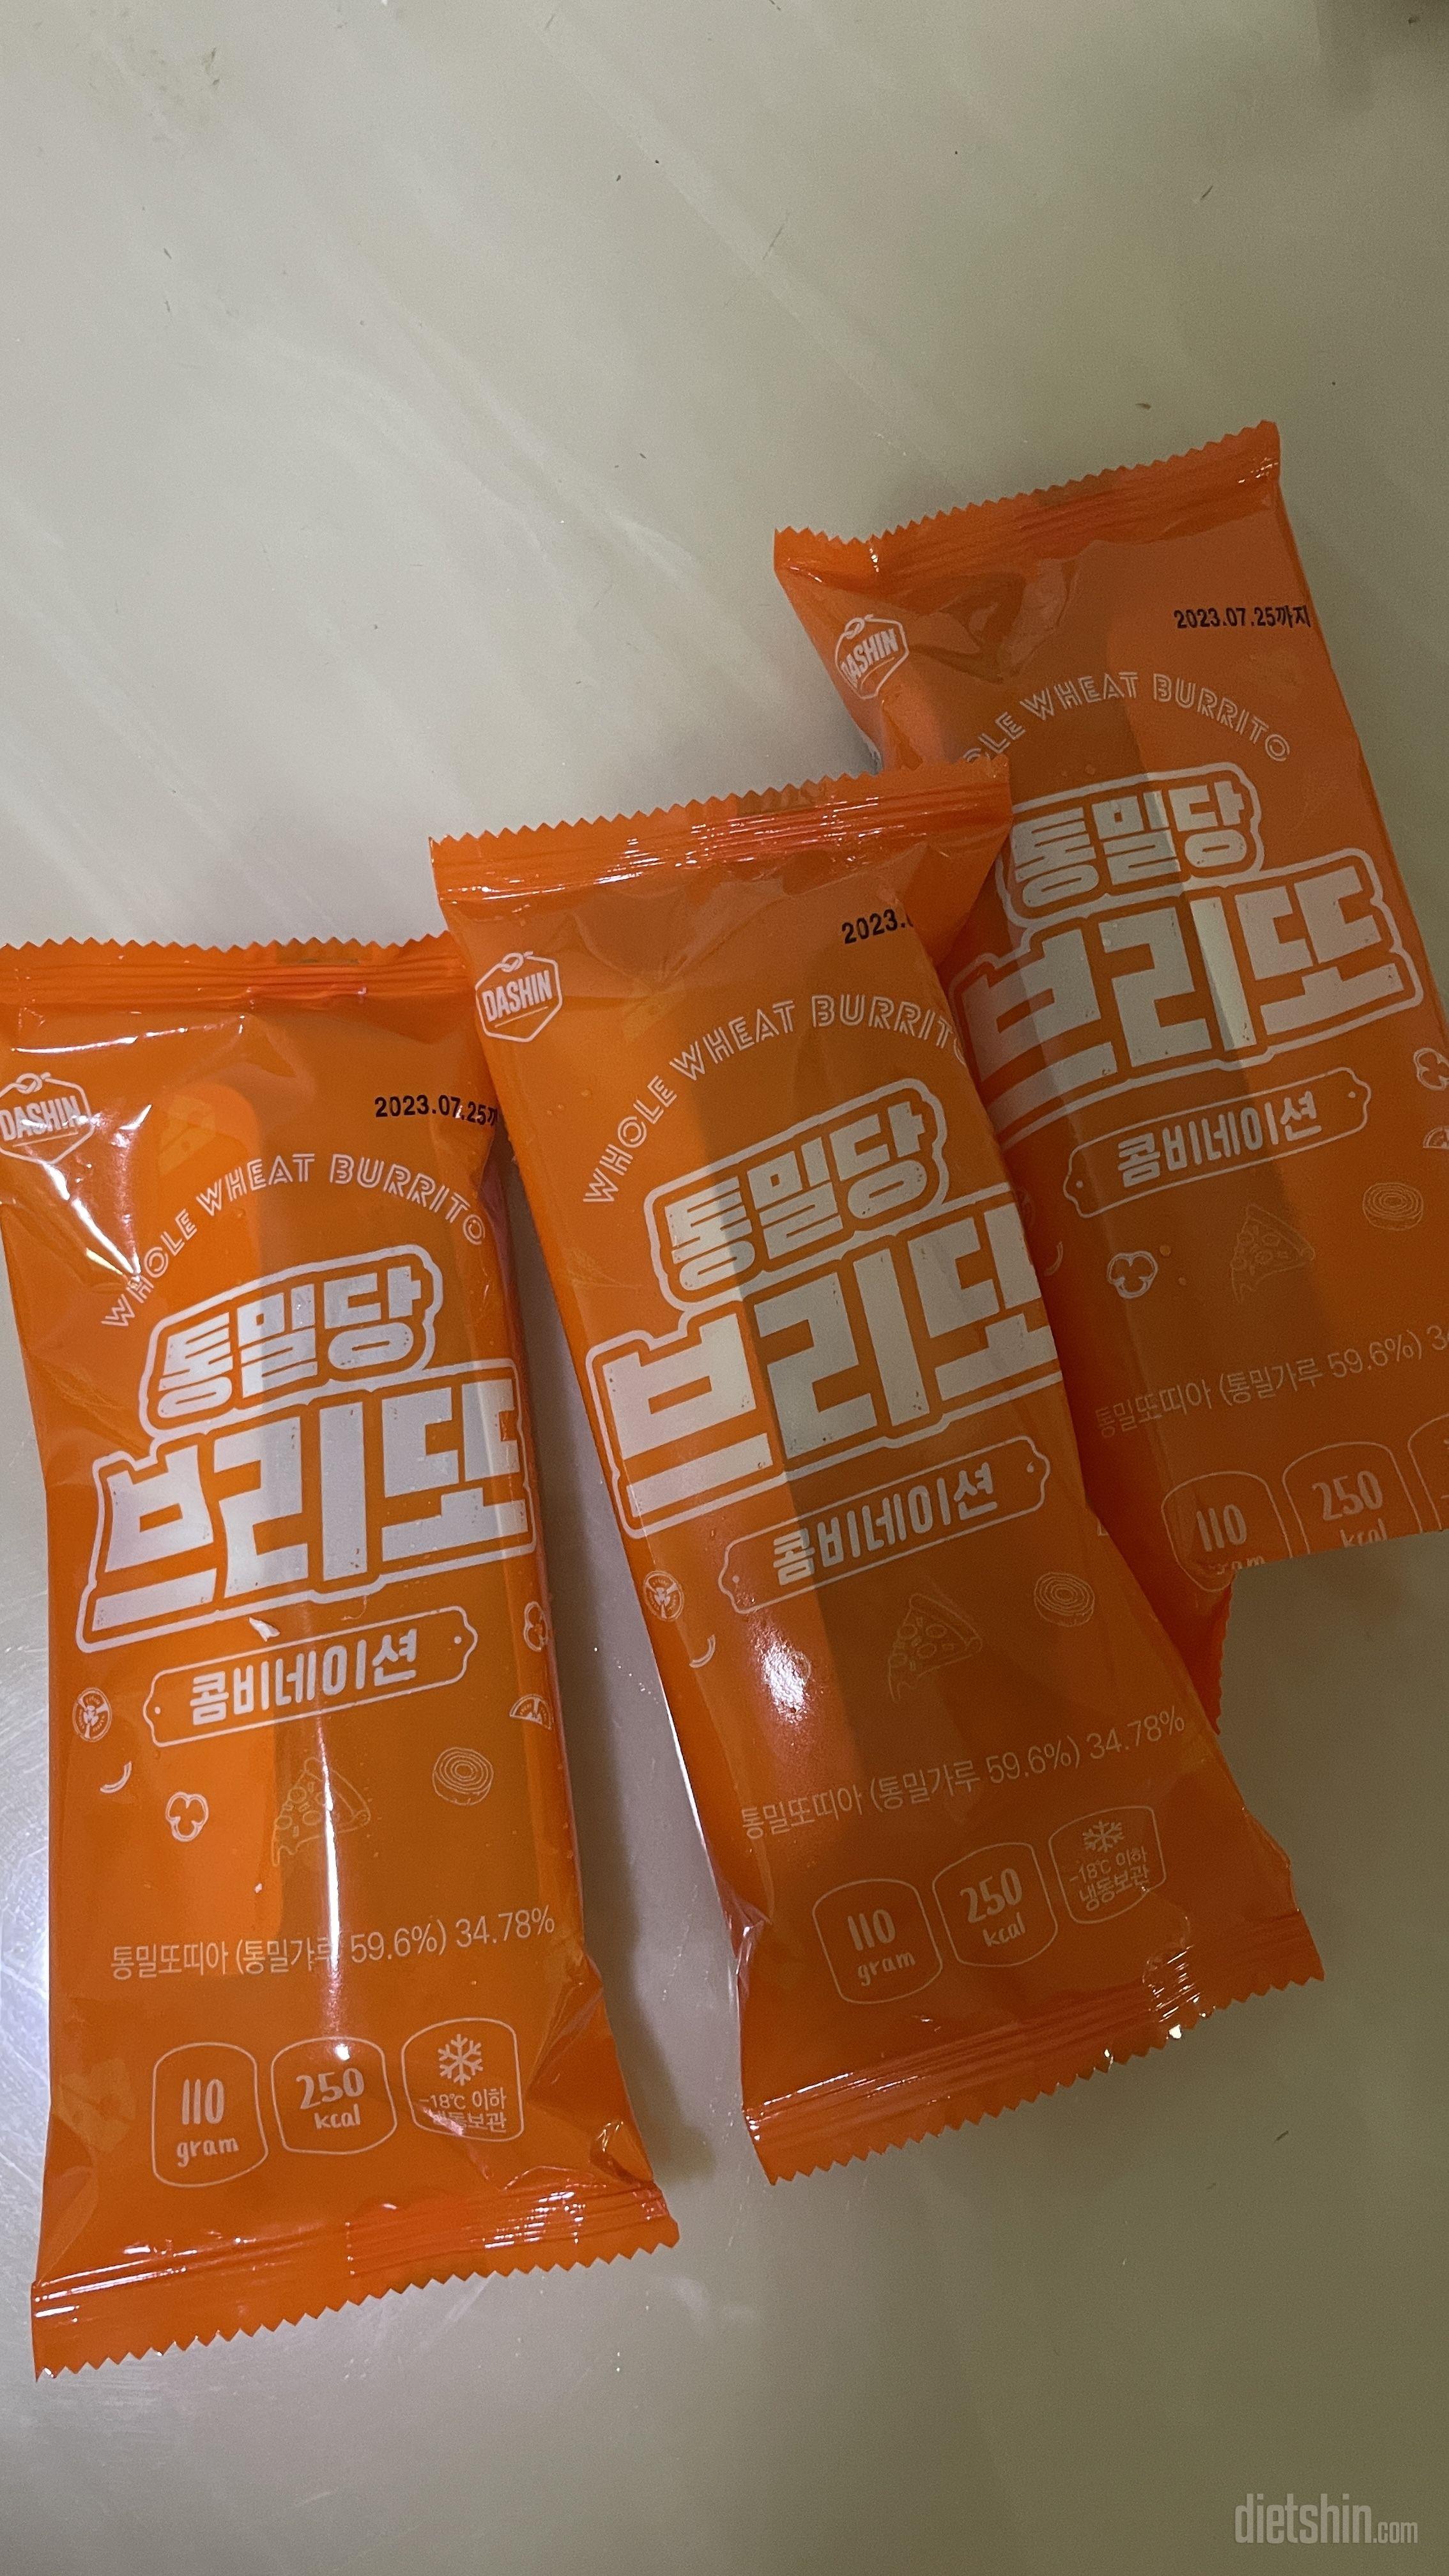 DASHIN
2023.07.25까지
WHEAT BURRITO
통밀당
브리또
콤비네이션
통밀또띠아 (통밀가루 59.6%)
110
250
kcal
DASHIN
2023.
WHOLE WHEAT BURRITO
통밀당
브리또
콤비네이션
통밀또띠아 (통밀가루 59.6%) 34.78%
110
gram
250
kcal
-18℃ 이하
냉동보관
DASHIN
2023.07.25까
WHOLE WHEAT BURRITO
통밀당
브리또
콤비네이션
통밀또띠아 (통밀가루 59.6%) 34.78%
110
gram
250
kcal
-18℃ 이하
냉동보관
dietshin.com